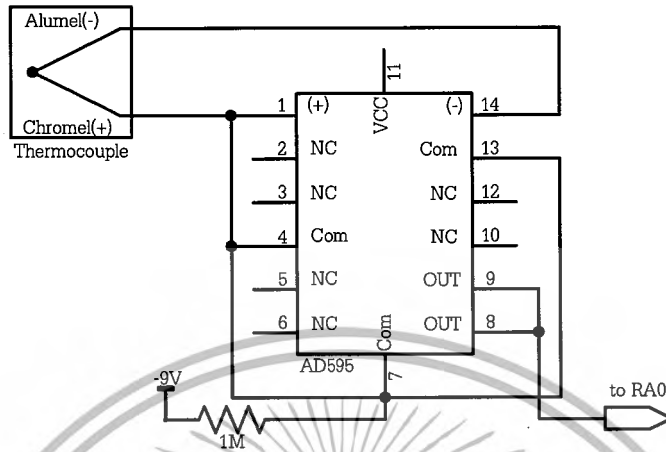 Alumel(-)
Chromel(+)
Thermocouple
11
VCC
1 (+) (-) 14
2 NC Com 13
3 NC NC 12
4 Com NC 10
5 NC OUT 9
6 NC OUT 8
Com
7
AD595
-9V
1M
to RA0